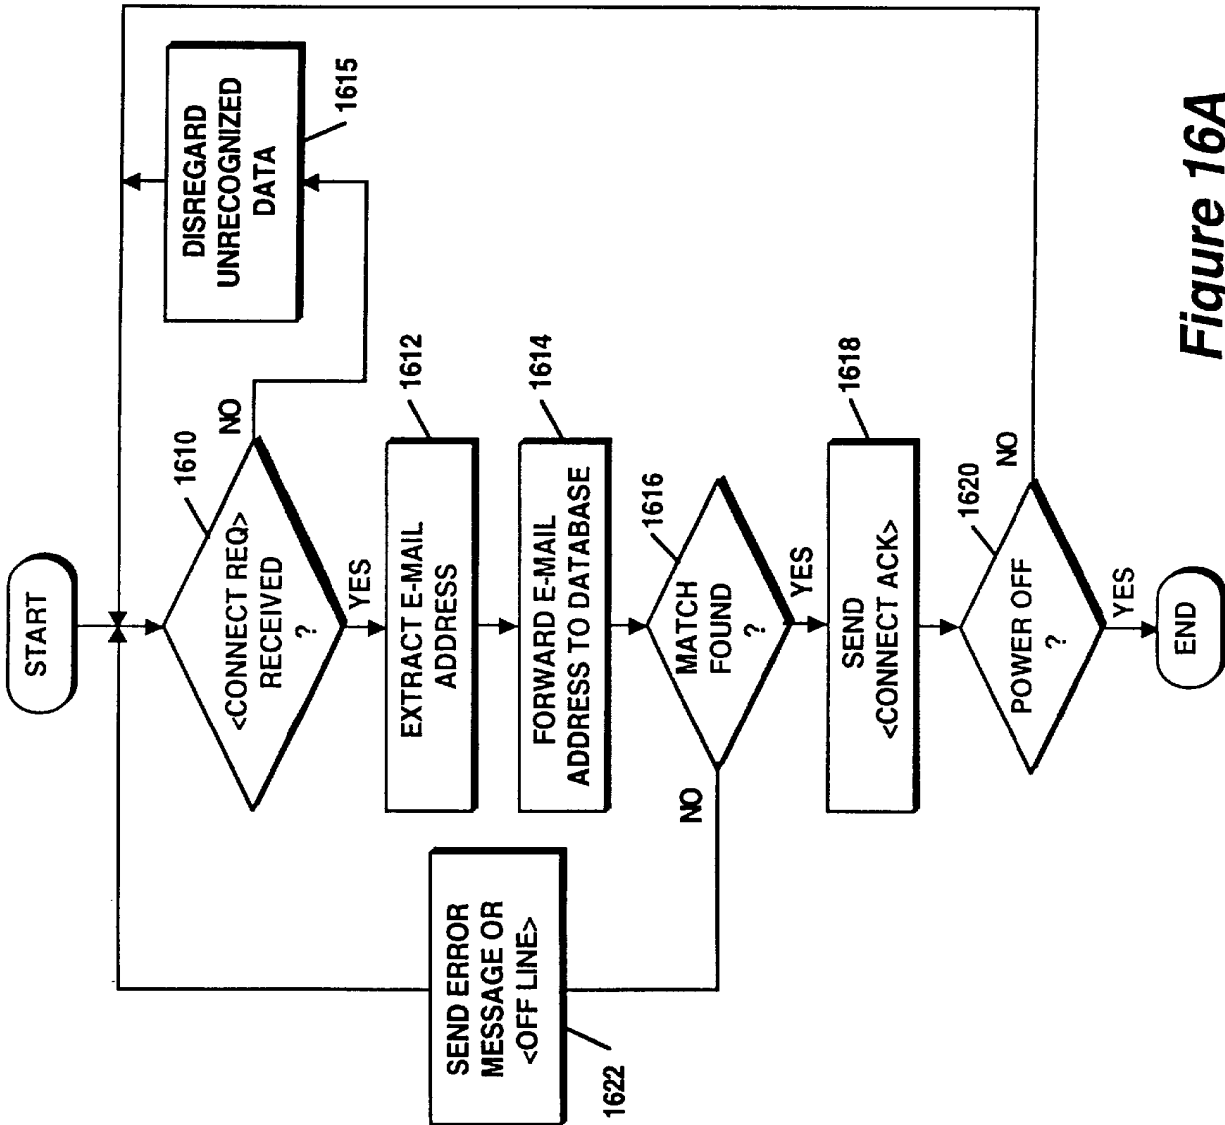 START
<CONNECT REQ>
RECEIVED
?
1610
NO
YES
DISREGARD
UNRECOGNIZED
DATA
1615
EXTRACT E-MAIL
ADDRESS
1612
FORWARD E-MAIL
ADDRESS TO DATABASE
1614
MATCH
FOUND
?
1616
NO
YES
SEND ERROR
MESSAGE OR
<OFF LINE>
1622
SEND
<CONNECT ACK>
1618
POWER OFF
?
1620
NO
YES
END
Figure 16A